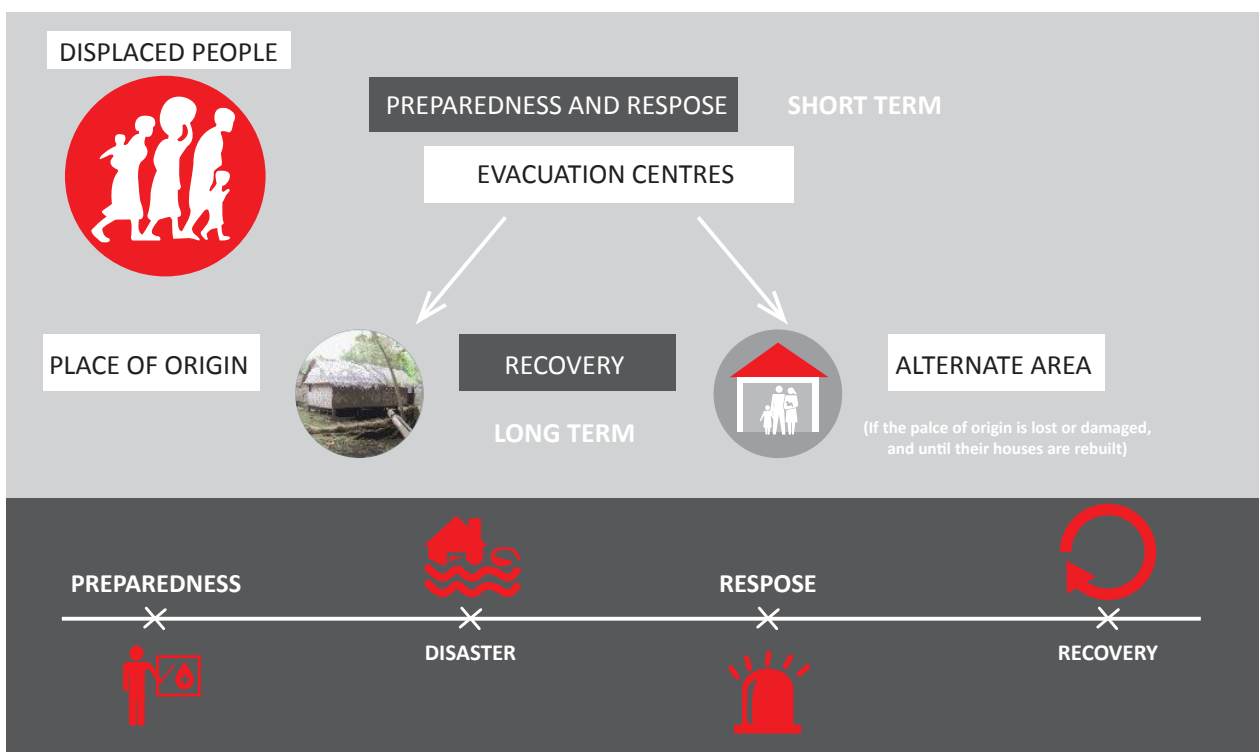 DISPLACED PEOPLE
PREPAREDNESS AND RESPOSE
SHORT TERM
EVACUATION CENTRES
PLACE OF ORIGIN
RECOVERY
ALTERNATE AREA
LONG TERM
(If the palce of origin is lost or damaged,
and until their houses are rebuilt)
PREPAREDNESS
RESPOSE
DISASTER
RECOVERY